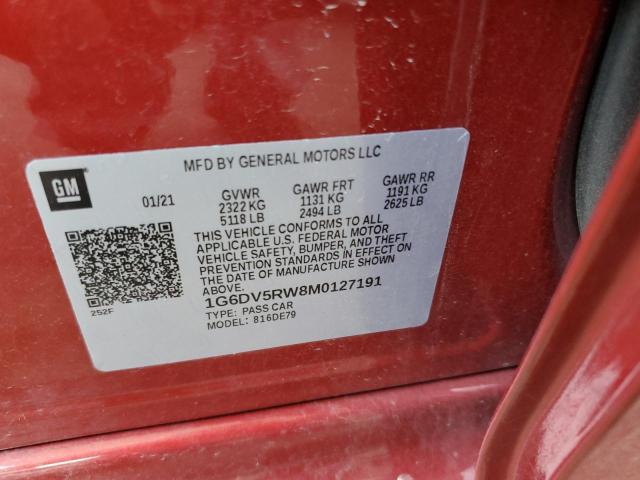 MFD BY GENERAL MOTORS LLC
GM
01/21
GVWR GAWR FRT GAWR RR
2322 KG 1131 KG 1191 KG
5118 LB 2494 LB 2625 LB
THIS VEHICLE CONFORMS TO ALL
APPLICABLE U.S. FEDERAL MOTOR
VEHICLE SAFETY, BUMPER, AND THEFT
PREVENTION STANDARDS IN EFFECT ON
THE DATE OF MANUFACTURE SHOWN
ABOVE.
1G6DV5RW8M0127191
252F
TYPE: PASS CAR
MODEL: 816DE79